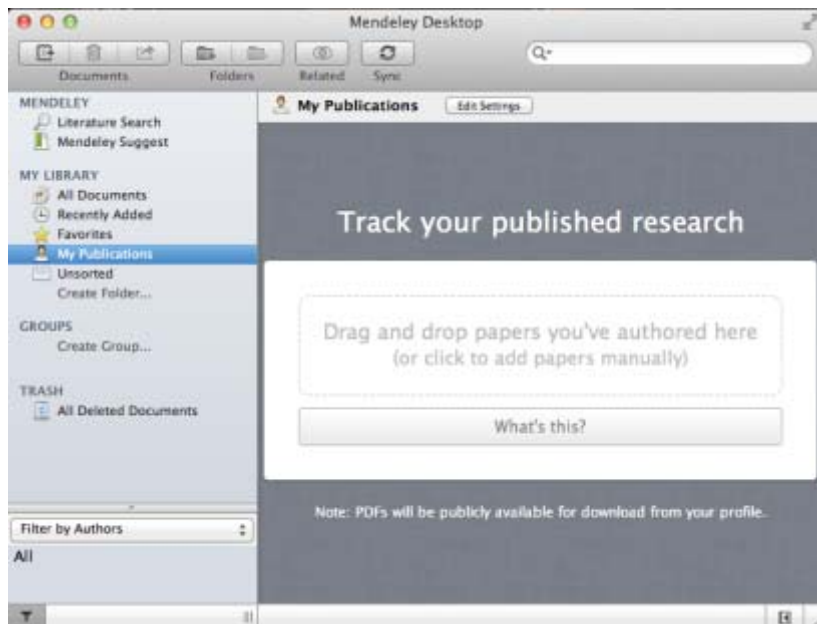 Mendeley Desktop
Documents
Folders
Related
Sync
MENDELEY
Literature Search
Mendeley Suggest
MY LIBRARY
All Documents
Recently Added
Favorites
My Publications
Unsorted
Create Folder...
GROUPS
Create Group...
TRASH
All Deleted Documents
Filter by Authors
All
My Publications
Edit Settings
Track your published research
Drag and drop papers you've authored here
(or click to add papers manually)
What's this?
Note: PDFs will be publicly available for download from your profile.